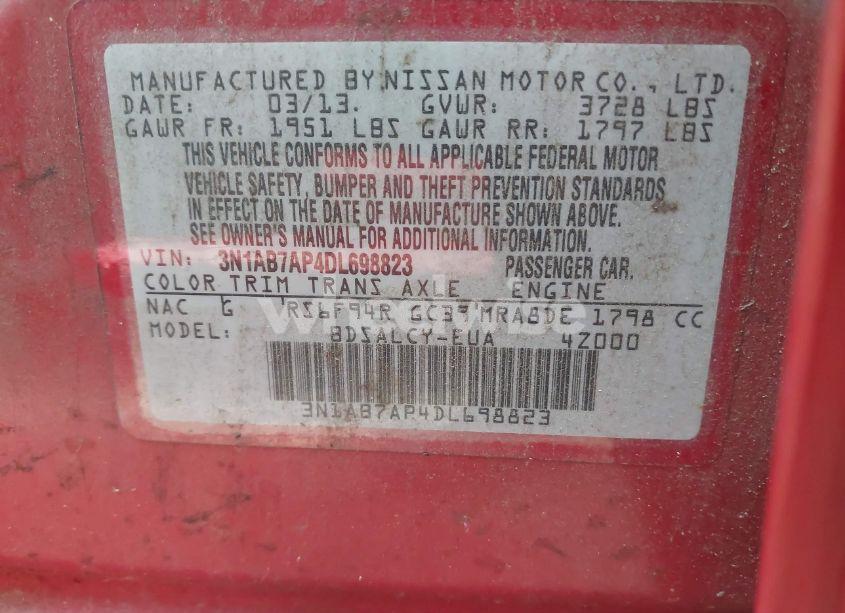 MANUFACTURED BY NISSAN MOTOR CO., LTD.
DATE: 03/13. GVWR: 3728 LBS
GAWR FR: 1951 LBS GAWR RR: 1797 LBS
THIS VEHICLE CONFORMS TO ALL APPLICABLE FEDERAL MOTOR
VEHICLE SAFETY, BUMPER AND THEFT PREVENTION STANDARDS
IN EFFECT ON THE DATE OF MANUFACTURE SHOWN ABOVE.
SEE OWNER'S MANUAL FOR ADDITIONAL INFORMATION.
VIN: 3N1AB7AP4DL698823 PASSENGER CAR.
COLOR TRIM TRANS AXLE ENGINE
NAC G RS6F94R GC39 MRA8DE 1798 CC
MODEL: BDSALCY-EUA 4Z000
3N1AB7AP4DL698823